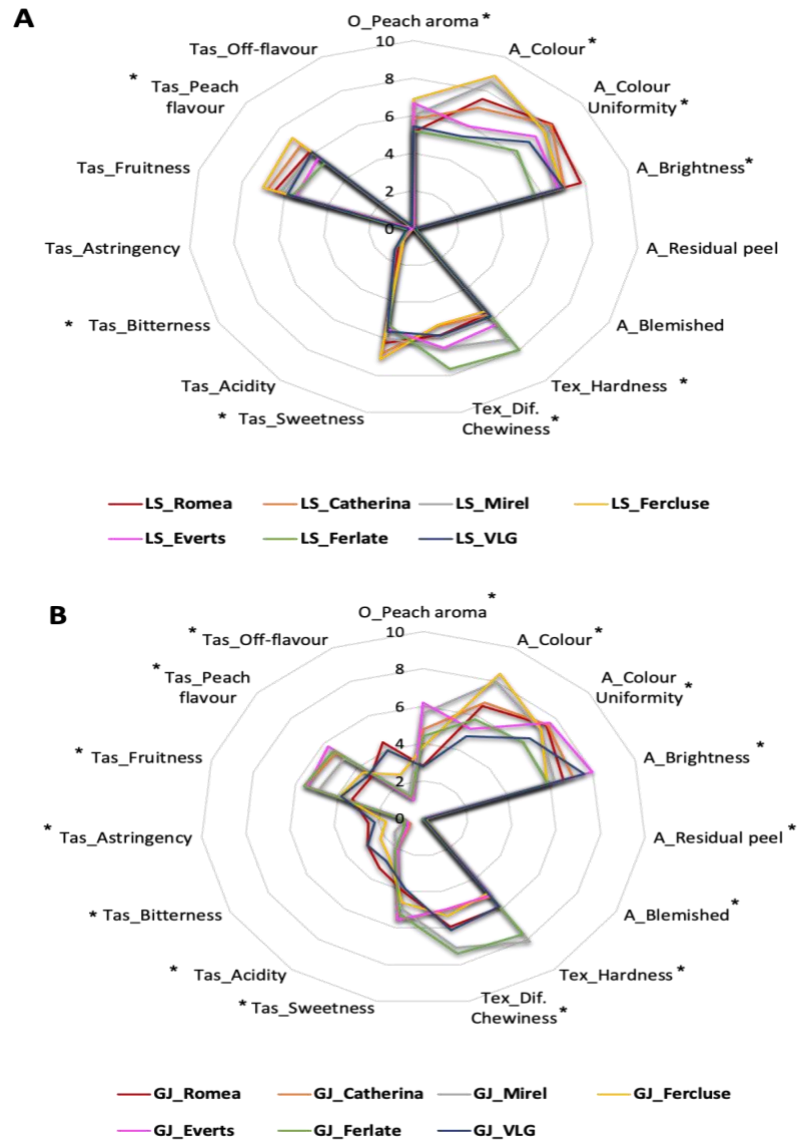 A
O_Peach aroma *
A_Colour *
A_Colour
Uniformity *
A_Brightness *
A_Residual peel
A_Blemished
Tex_Hardness *
Tex_Dif.
Chewiness *
* Tas_Sweetness
Tas_Acidity
* Tas_Bitterness
Tas_Astringency
Tas_Fruitness
* Tas_Peach
flavour
Tas_Off-flavour
10
8
6
4
2
0
LS_Romea LS_Catherina LS_Mirel LS_Fercluse
LS_Everts LS_Ferlate LS_VLG
B
O_Peach aroma *
A_Colour *
A_Colour
Uniformity *
A_Brightness *
A_Residual peel *
A_Blemished *
Tex_Hardness *
Tex_Dif.
Chewiness *
* Tas_Sweetness
* Tas_Acidity
* Tas_Bitterness
* Tas_Astringency
* Tas_Fruitness
* Tas_Peach
flavour
* Tas_Off-flavour
10
8
6
4
2
0
GJ_Romea GJ_Catherina GJ_Mirel GJ_Fercluse
GJ_Everts GJ_Ferlate GJ_VLG